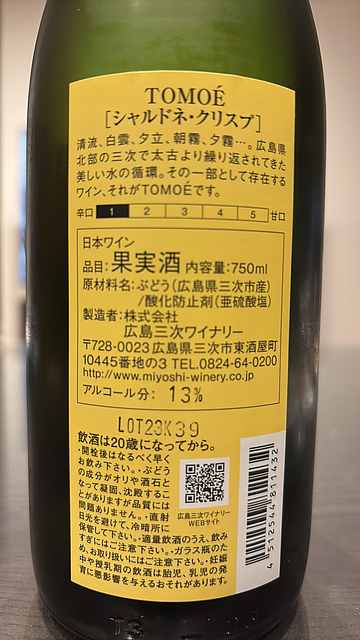 TOMOÉ
[シャルドネ・クリスプ]
清流、白雲、夕立、朝霧、夕霧…。広島県
北部の三次で太古より繰り返されてきた
美しい水の循環。その一部として存在する
ワイン、それがTOMOÉです。
辛口 1 2 3 4 5 甘口
日本ワイン
品目：果実酒 内容量：750ml
原材料名：ぶどう（広島県三次市産）
／酸化防止剤（亜硫酸塩）
製造者：株式会社
広島三次ワイナリー
〒728-0023 広島県三次市東酒屋町
10445番地の3 TEL.0824-64-0200
http://www.miyoshi-winery.co.jp
アルコール分： 13%
LOT23K39
飲酒は20歳になってから。
・開栓後はなるべく早く
お飲み下さい。・ぶどう
の成分がオリや酒石と
なって凝固、沈殿するこ
とがありますが品質には
問題ありません。・直射
日光を避けて、冷暗所に
保管して下さい。・適量飲酒のうえ、飲み
すぎにはご注意下さい。・ガラス瓶のた
め、お取り扱いにはご注意下さい。・妊娠
中や授乳期の飲酒は胎児、乳児の発
育に悪影響を与えるおそれがあります。
広島三次ワイナリー
WEBサイト
4 512544 811432